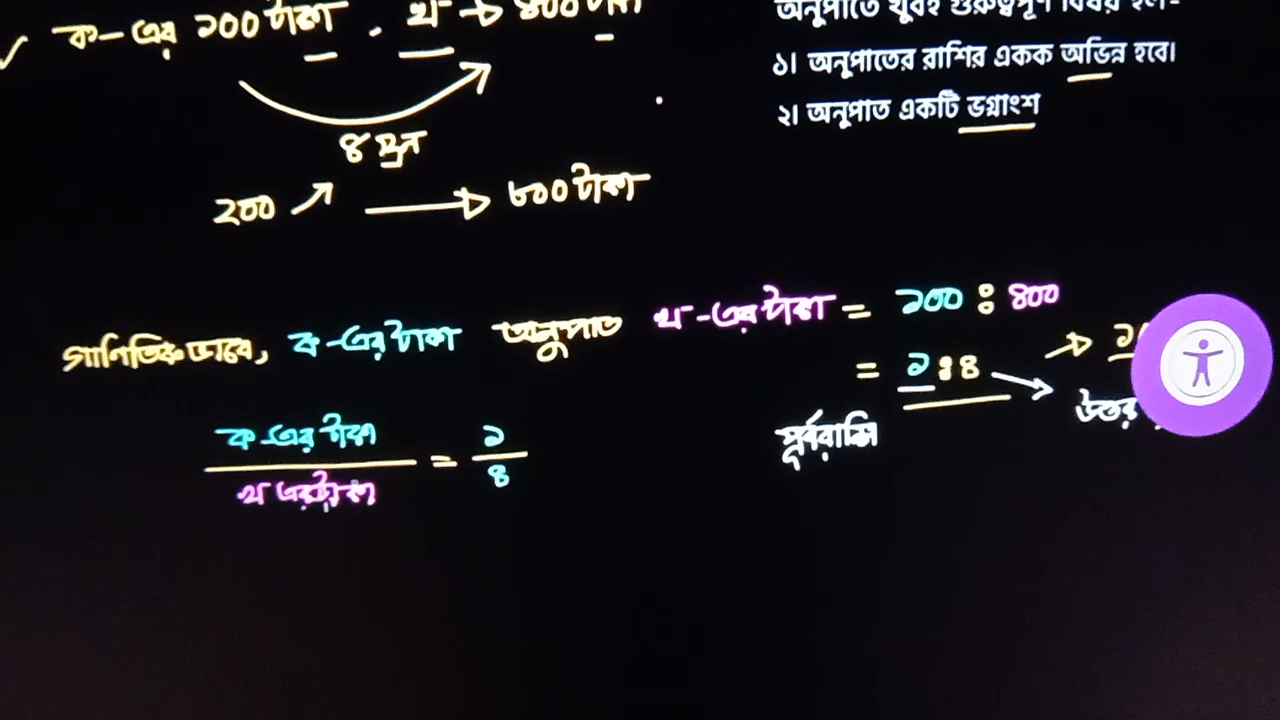 ক-এর ১০০ টাকা . খ → ৪০০ টাকা
৪ গুন
২০০ → ৮০০ টাকা
অনুপাতে খুবই গুরুত্বপূর্ণ বিষয় হল-
১। অনুপাতের রাশির একক অভিন্ন হবে।
২। অনুপাত একটি ভগ্নাংশ
গাণিতিকভাবে, ক-এর টাকা অনুপাত খ-এর টাকা = ১০০ : ৪০০
= ১ : ৪
পূর্বরাশি
উত্তর
ক এর টাকা / খ এর টাকা = ১ / ৪